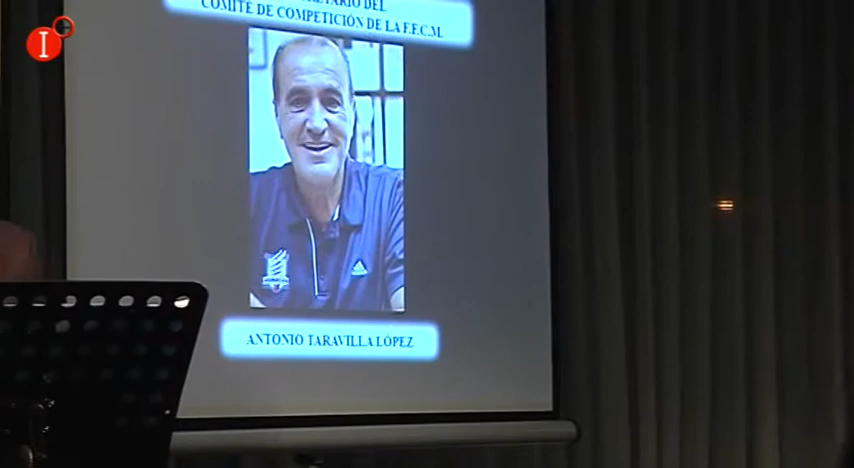 I
COMITÉ DE COMPETICIÓN DE LA F.F.C.M.
ANTONIO TARAVILLA LÓPEZ